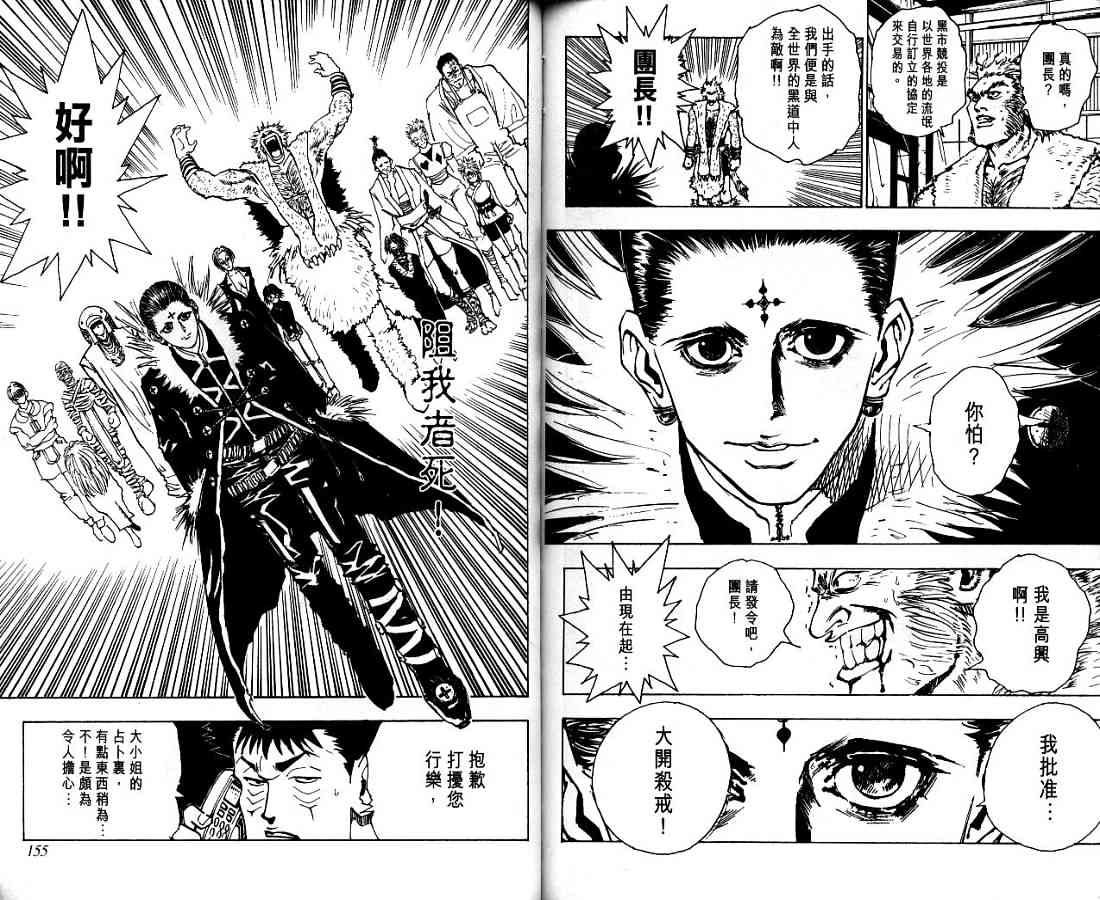 真的嗎，
團長？
黑市競投是
以世界各地的流氓
自行訂立的協定
來交易的。
出手的話，
我們便是與
全世界的黑道中人
為敵啊!!
團長!!
你怕？
我是高興
啊!!
請發令吧，
團長！
由現在起…
我批准…
大開殺戒！
好啊!!
阻我者死！
抱歉
打擾您
行樂，
大小姐的
占卜裏，
有點東西稍為…
不！是頗為
令人擔心…
155